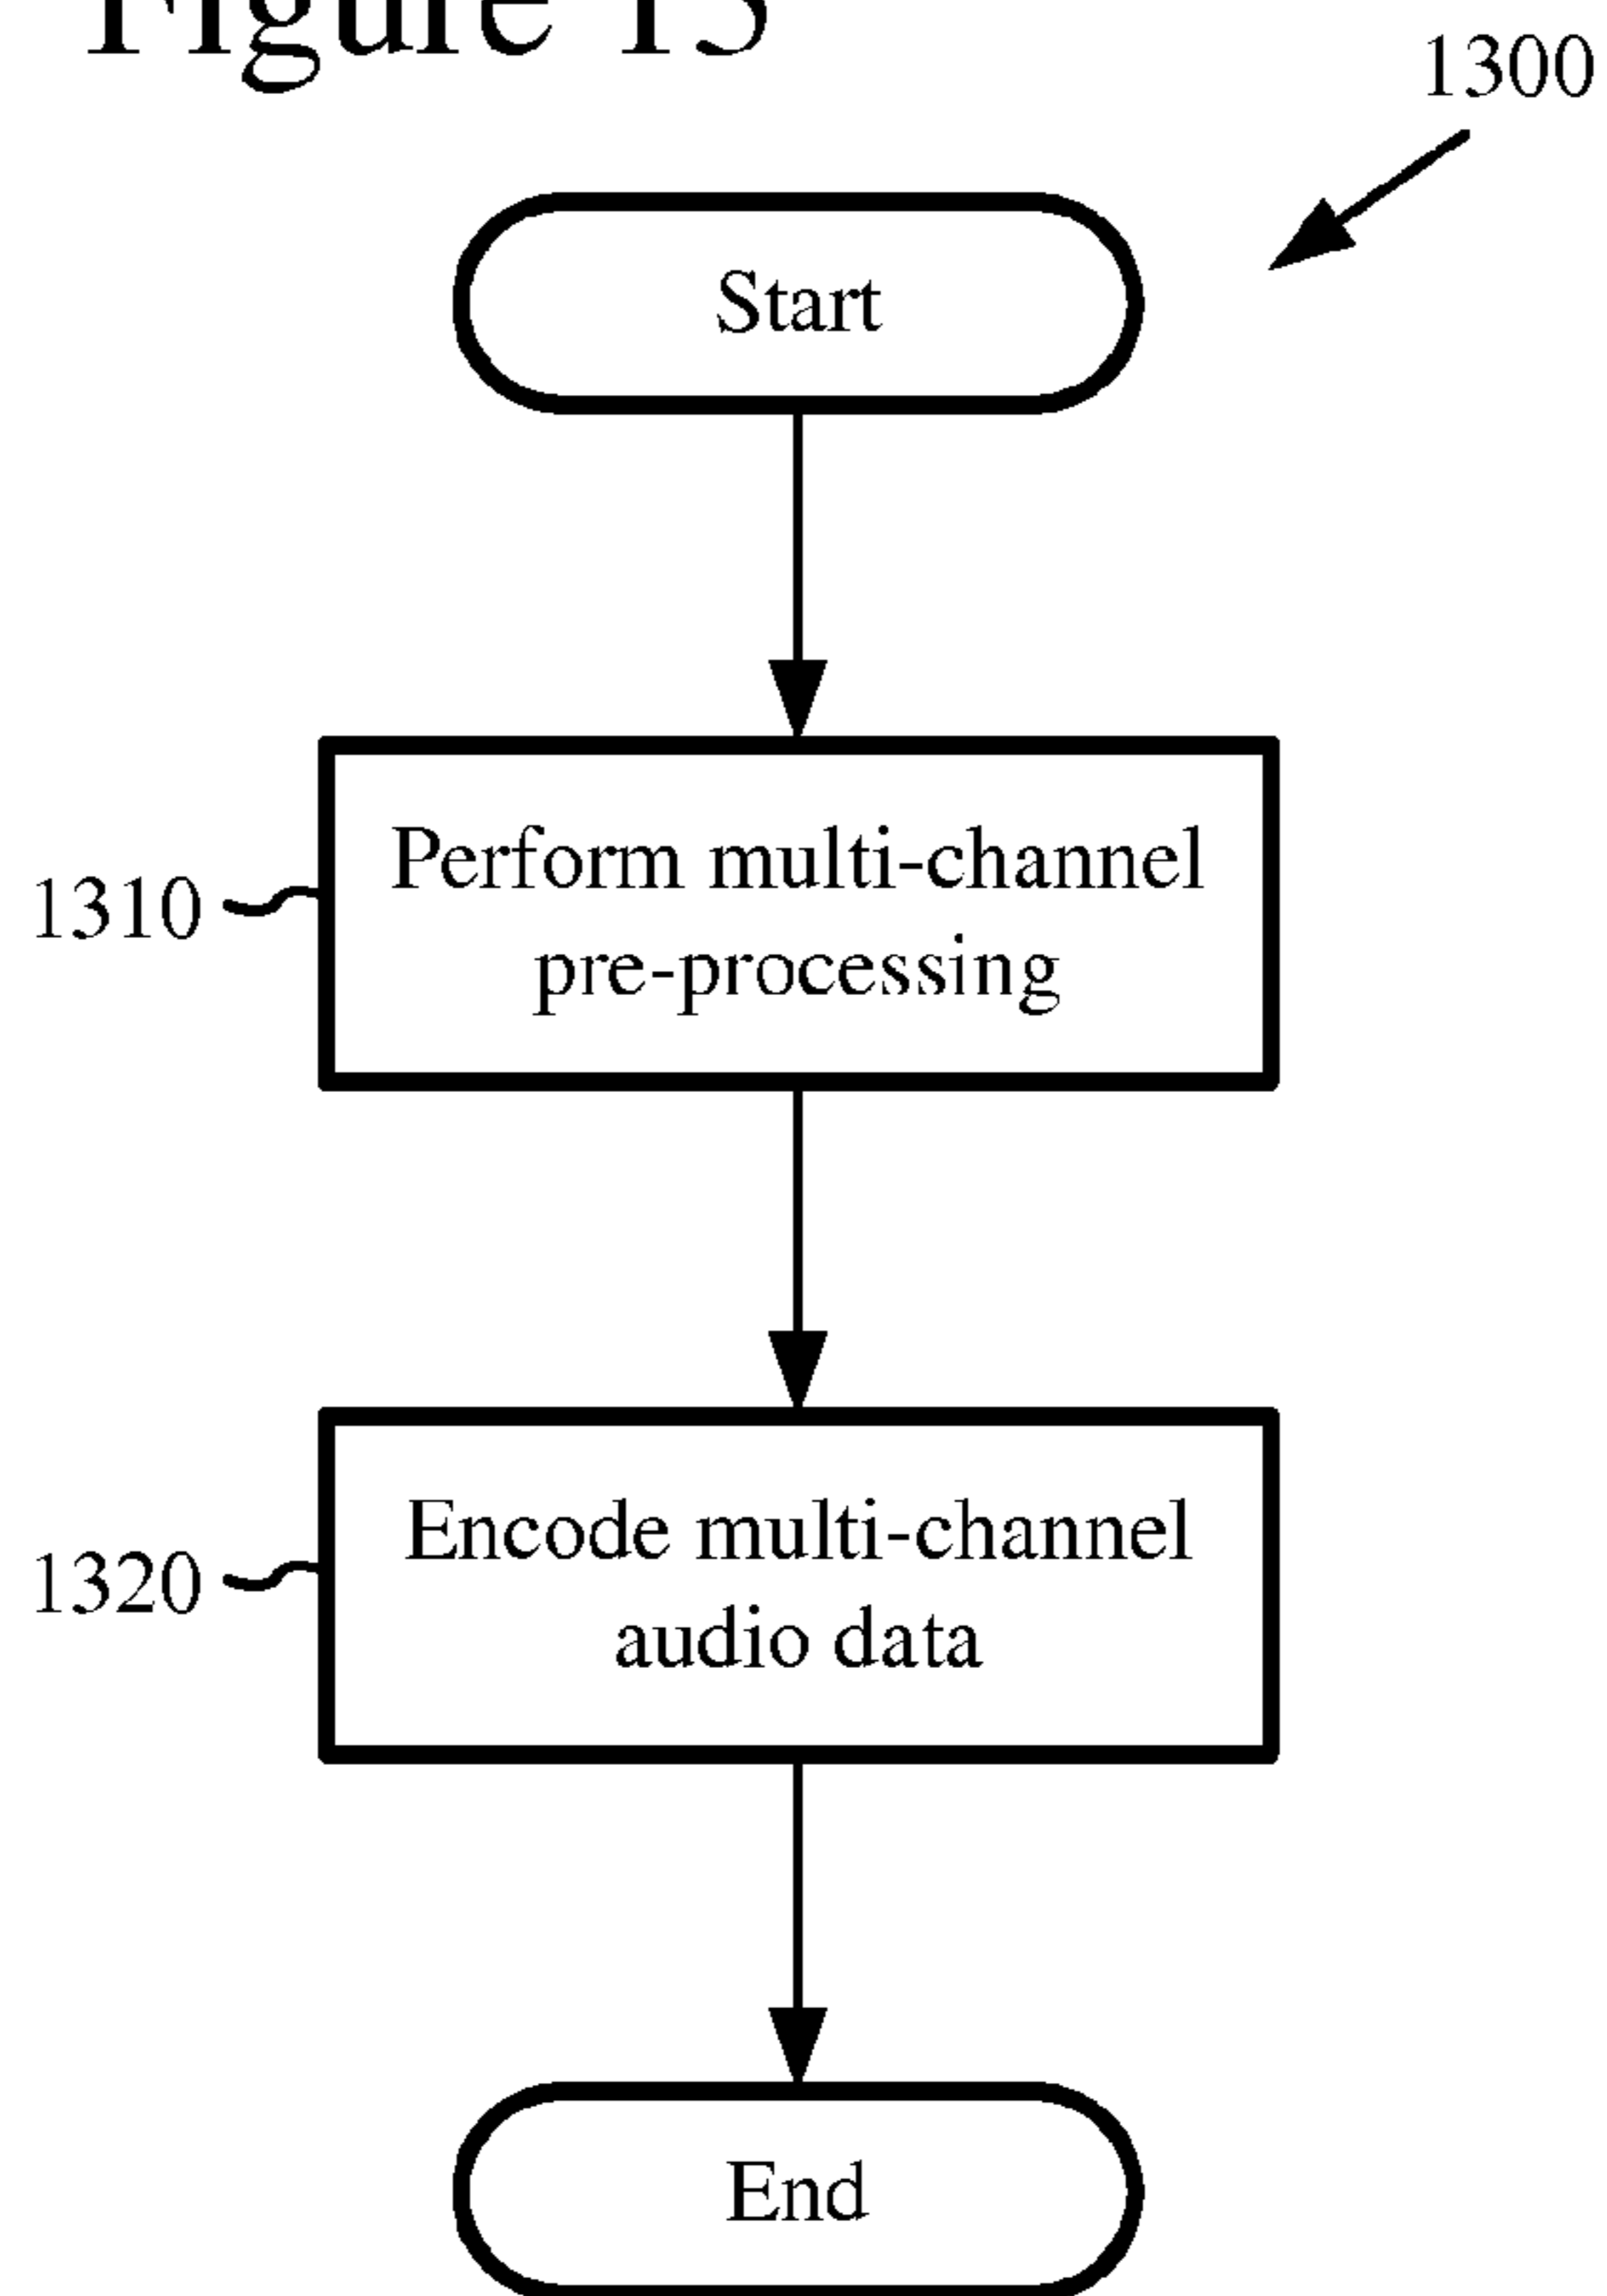 Figure 13
1300
Start
1310
Perform multi-channel
pre-processing
1320
Encode multi-channel
audio data
End